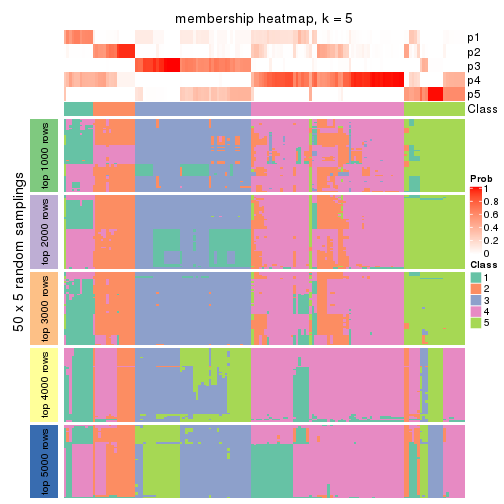 membership heatmap, k = 5
p1
p2
p3
p4
p5
Class
50 x 5 random samplings
top 1000 rows
top 2000 rows
top 3000 rows
top 4000 rows
top 5000 rows
Prob
1
0.8
0.6
0.4
0.2
0
Class
1
2
3
4
5